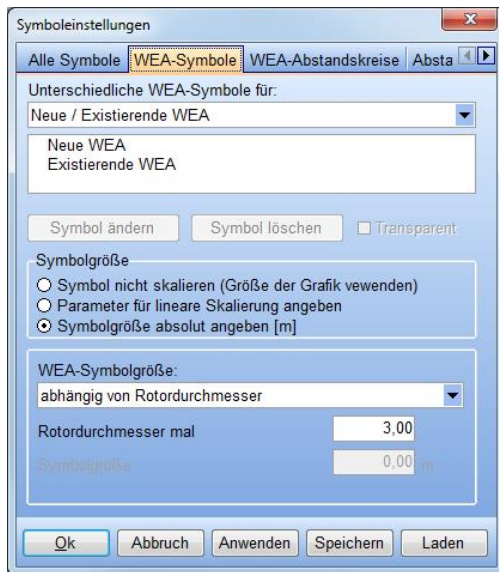 Symboleinstellungen
Alle Symbole WEA-Symbole WEA-Abstandskreise Absta
Unterschiedliche WEA-Symbole für:
Neue / Existierende WEA
Neue WEA
Existierende WEA
Symbol ändern Symbol löschen Transparent
Symbolgröße
Symbol nicht skalieren (Größe der Grafik vewenden)
Parameter für lineare Skalierung angeben
Symbolgröße absolut angeben [m]
WEA-Symbolgröße:
abhängig von Rotordurchmesser
Rotordurchmesser mal 3,00
Symbolgröße 0,00 m
Ok Abbruch Anwenden Speichern Laden